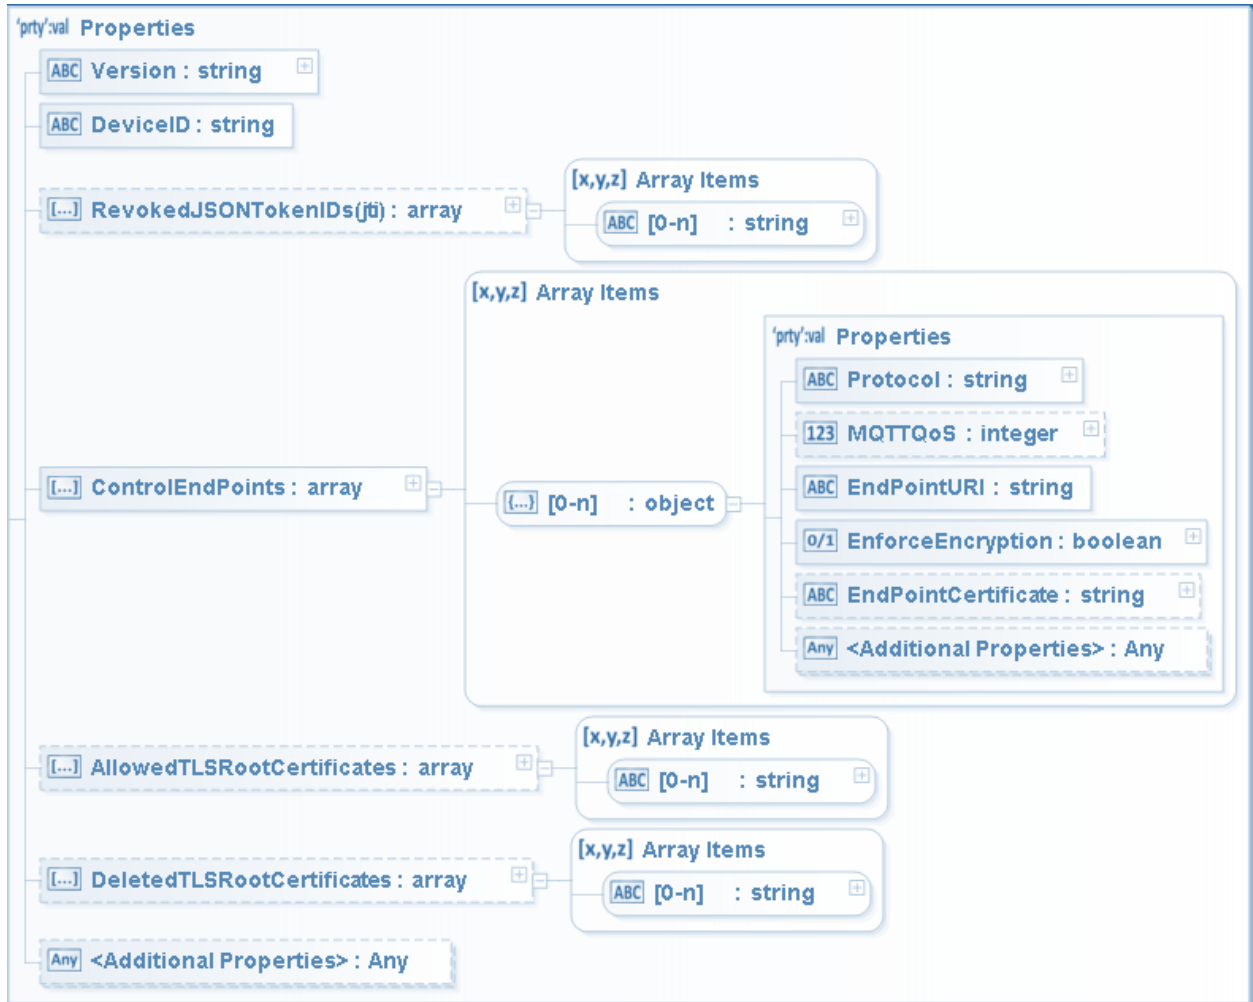 'prty':val Properties
ABC Version : string
ABC DeviceID : string
[...] RevokedJSONTokenIDs(jti) : array
[x,y,z] Array Items
ABC [0-n] : string
[...] ControlEndPoints : array
[x,y,z] Array Items
{...} [0-n] : object
'prty':val Properties
ABC Protocol : string
123 MQTTQoS : integer
ABC EndPointURI : string
0/1 EnforceEncryption : boolean
ABC EndPointCertificate : string
Any <Additional Properties> : Any
[...] AllowedTLSRootCertificates : array
[x,y,z] Array Items
ABC [0-n] : string
[...] DeletedTLSRootCertificates : array
[x,y,z] Array Items
ABC [0-n] : string
Any <Additional Properties> : Any